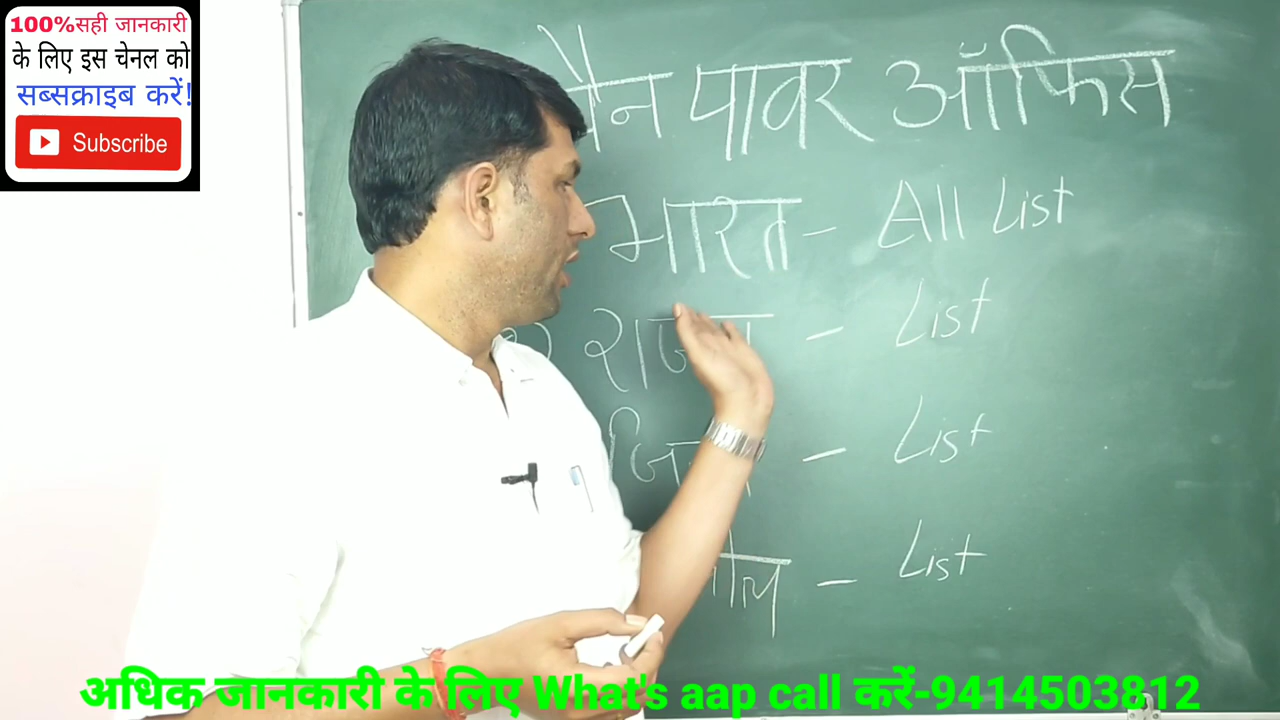 100%सही जानकारी
के लिए इस चेनल को
सब्सक्राइब करें!
Subscribe
पावर ऑफिस
भारत - All List
- List
- List
- List
अधिक जानकारी के लिए What's aap call करें-9414503812